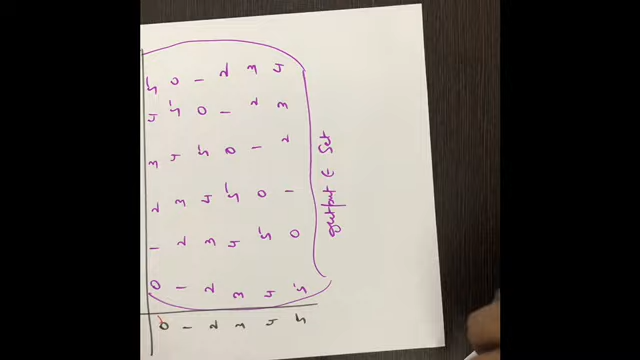 0 0 1 2 3 4 5
1 1 2 3 4 5 0
2 2 3 4 5 0 1
3 3 4 5 0 1 2
4 4 5 0 1 2 3
5 5 0 1 2 3 4
output ∈ Set